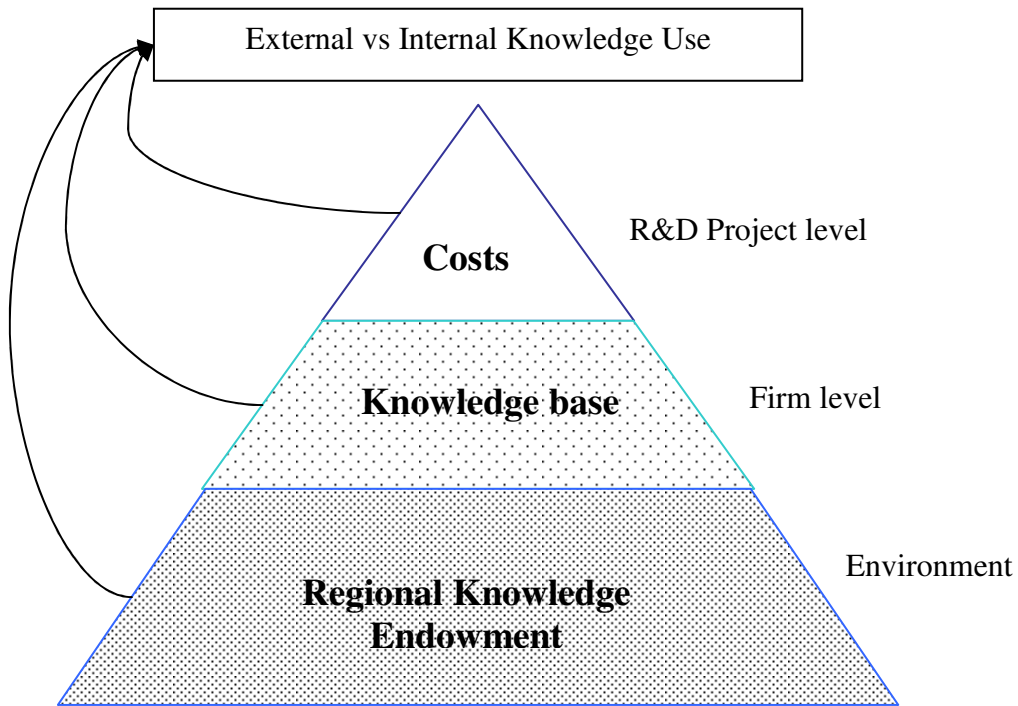 External vs Internal Knowledge Use
R&D Project level
Costs
Knowledge base
Firm level
Environment
Regional Knowledge
Endowment